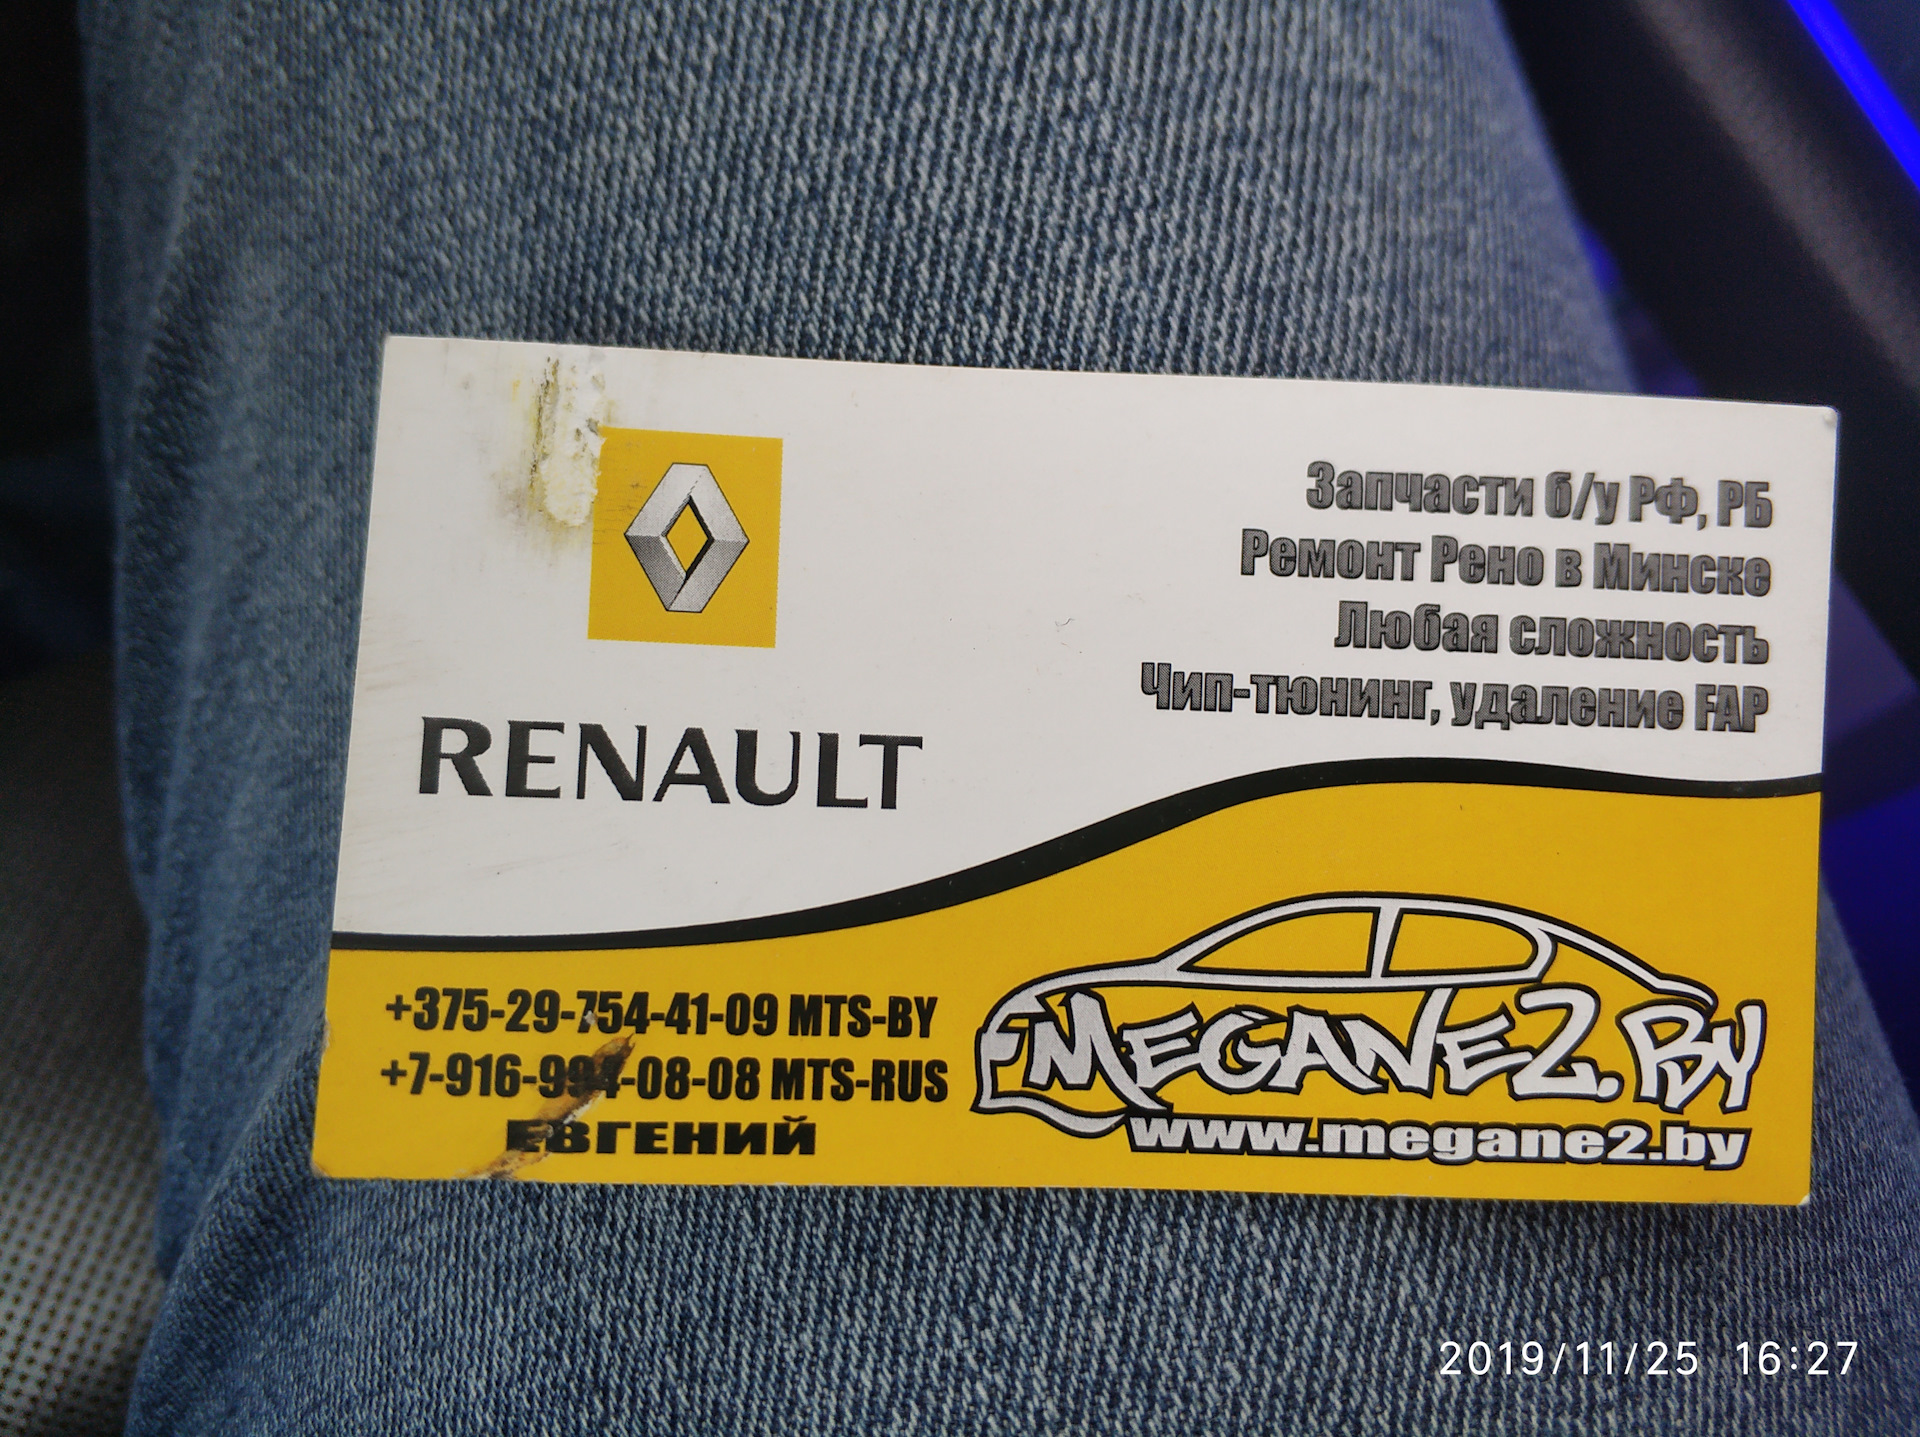 Запчасти б/у РФ, РБ
Ремонт Рено в Минске
Любая сложность
Чип-тюнинг, удаление FAP
RENAULT
+375-29-754-41-09 MTS-BY
+7-916-994-08-08 MTS-RUS
ЕВГЕНИЙ
MEGANE2.BY
www.megane2.by
2019/11/25 16:27